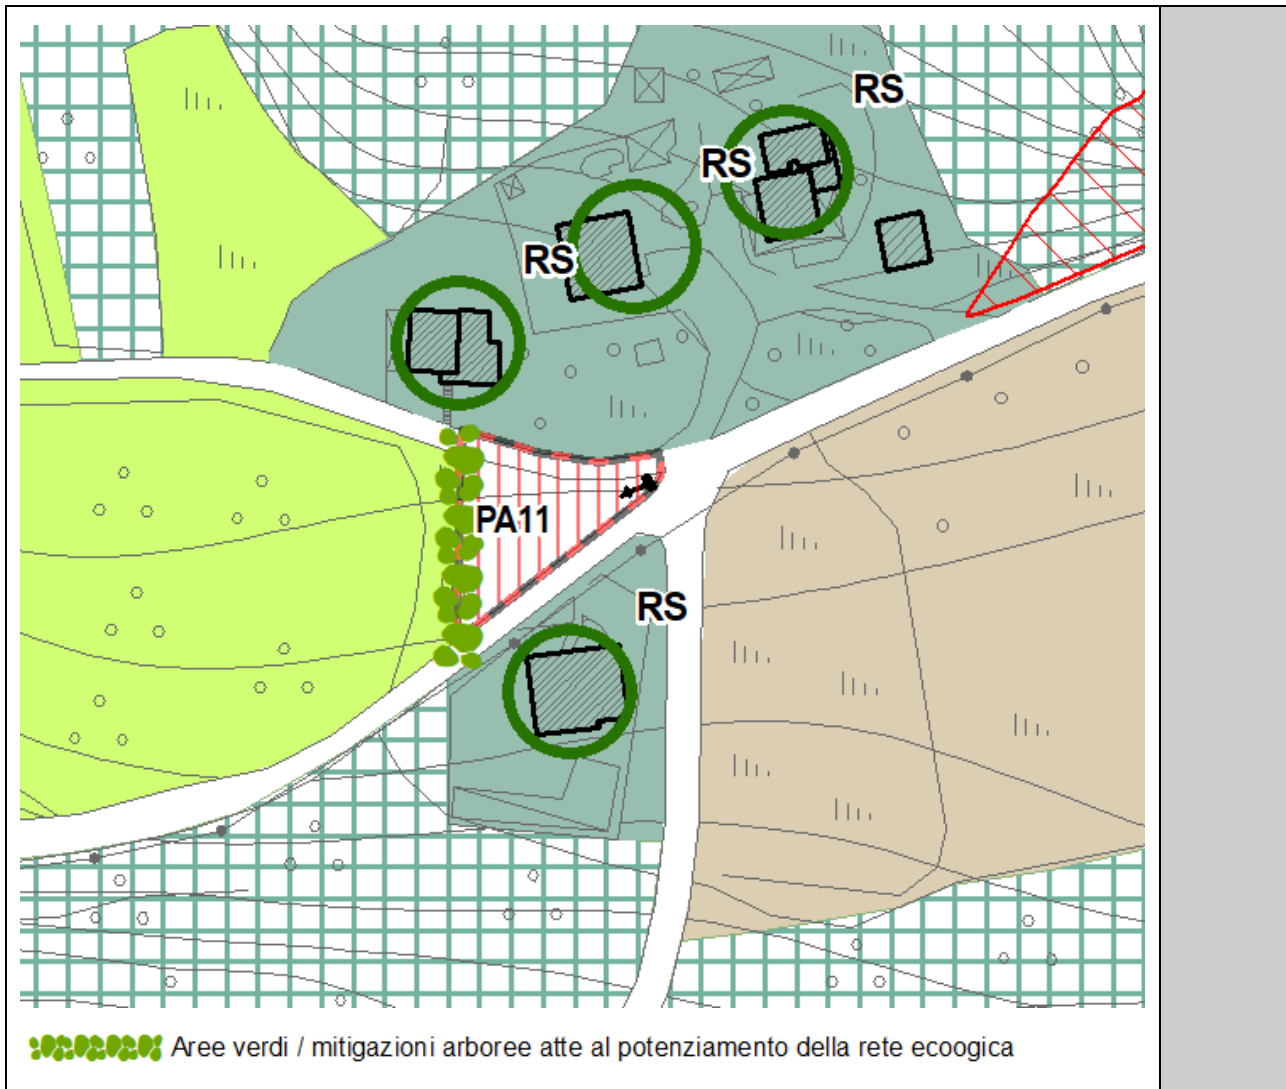 RS
RS
RS
PA11
RS
Aree verdi / mitigazioni arboree atte al potenziamento della rete ecoogica